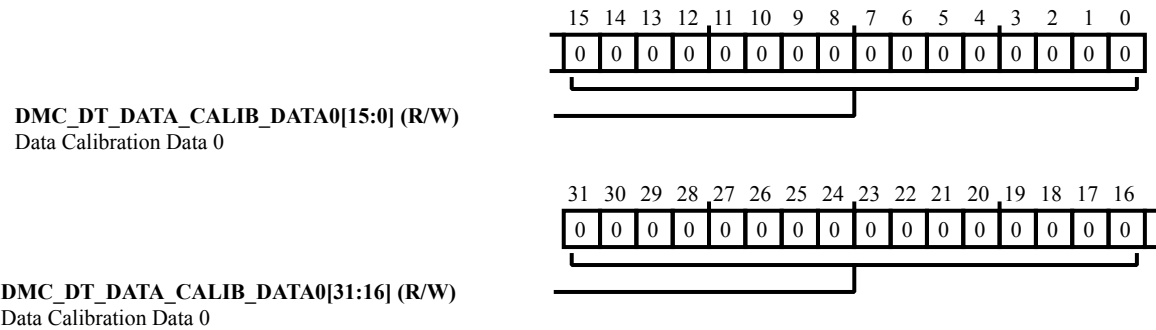 15 14 13 12 11 10 9 8 7 6 5 4 3 2 1 0
0 0 0 0 0 0 0 0 0 0 0 0 0 0 0 0
DMC_DT_DATA_CALIB_DATA0[15:0] (R/W)
Data Calibration Data 0
31 30 29 28 27 26 25 24 23 22 21 20 19 18 17 16
0 0 0 0 0 0 0 0 0 0 0 0 0 0 0 0
DMC_DT_DATA_CALIB_DATA0[31:16] (R/W)
Data Calibration Data 0